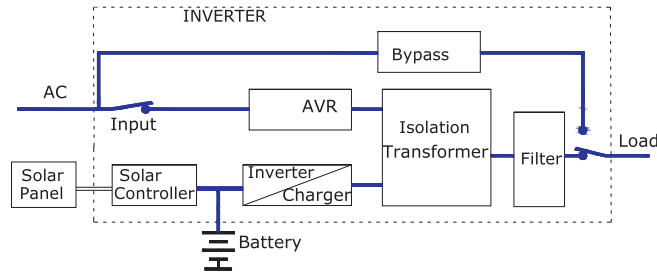 INVERTER
Bypass
AC
Input
AVR
Isolation
Transformer
Filter
Load
Solar
Panel
Solar
Controller
Inverter
Charger
Battery